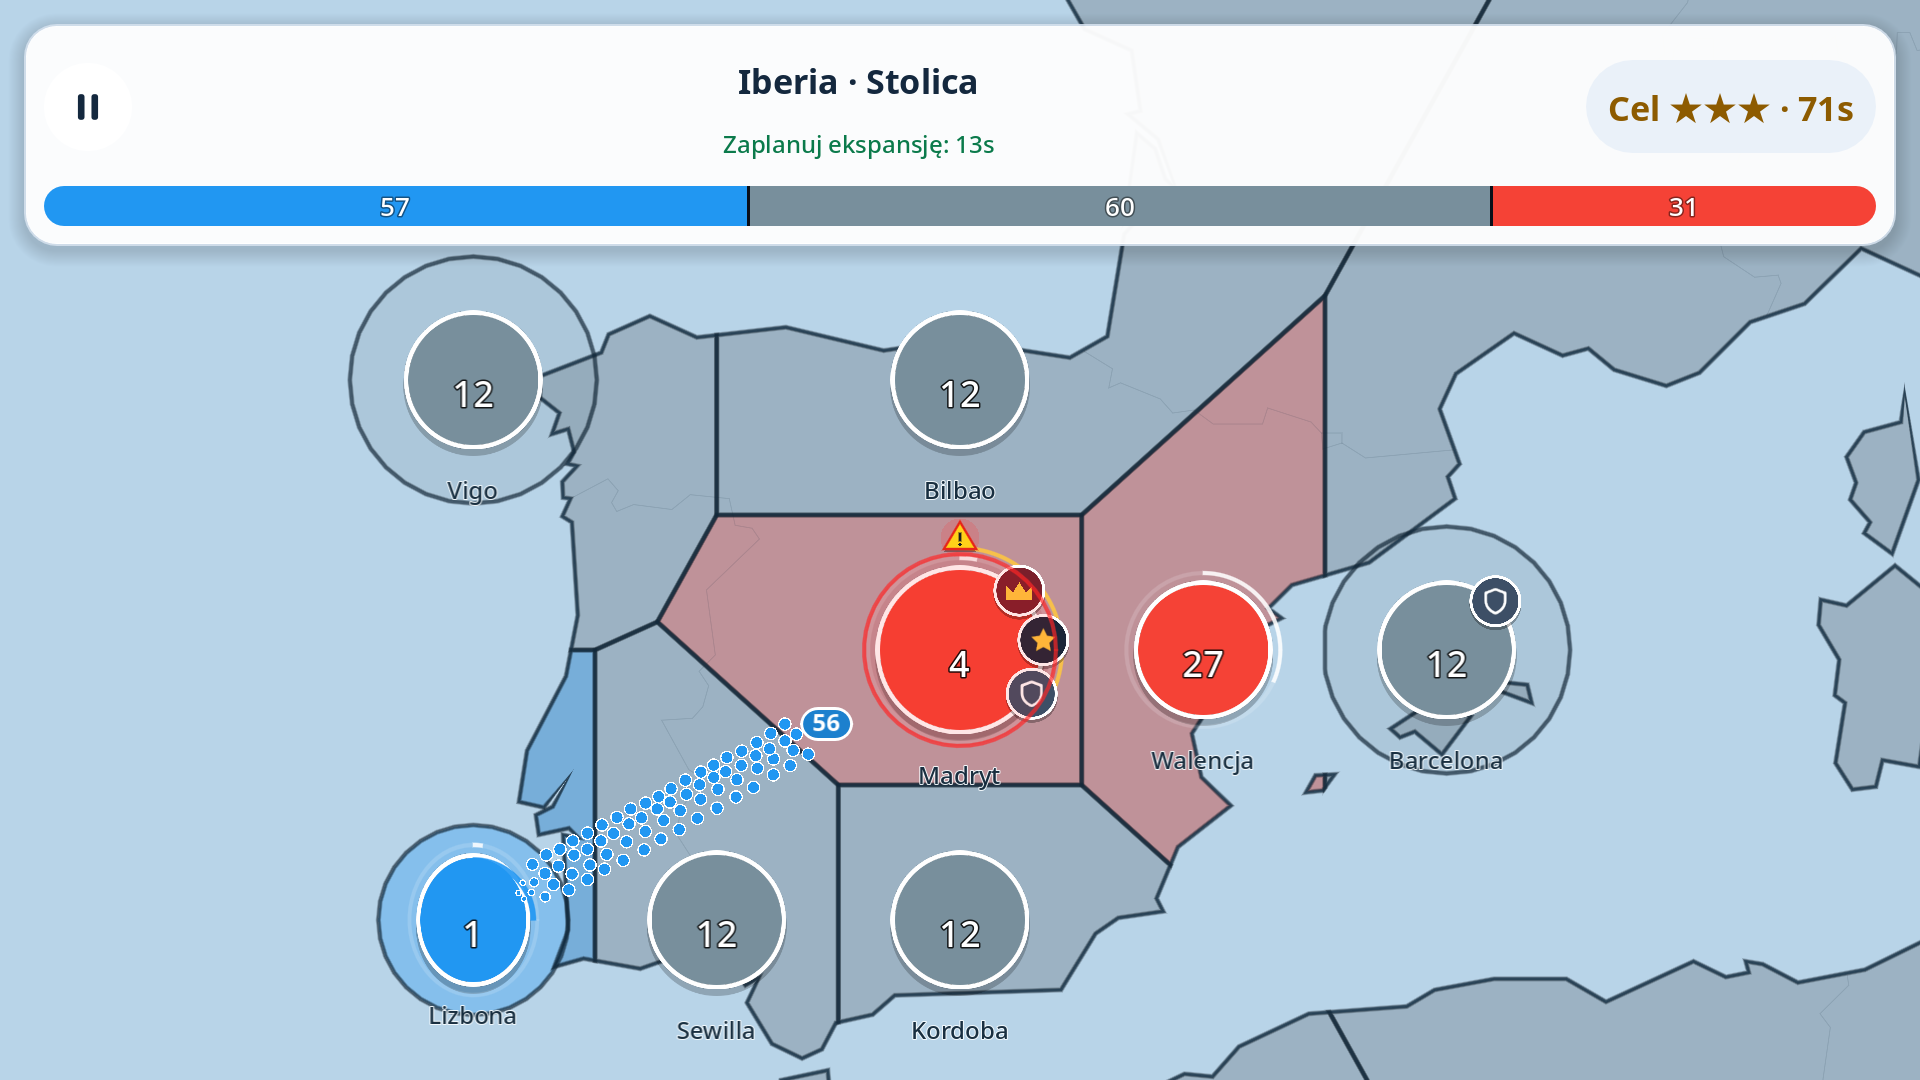 Iberia · Stolica
Cel ★★★ · 71s
Zaplanuj ekspansję: 13s
57
60
31
12
12
Vigo
Bilbao
4
27
12
56
Madryt
Walencja
Barcelona
1
12
12
Lizbona
Sewilla
Kordoba